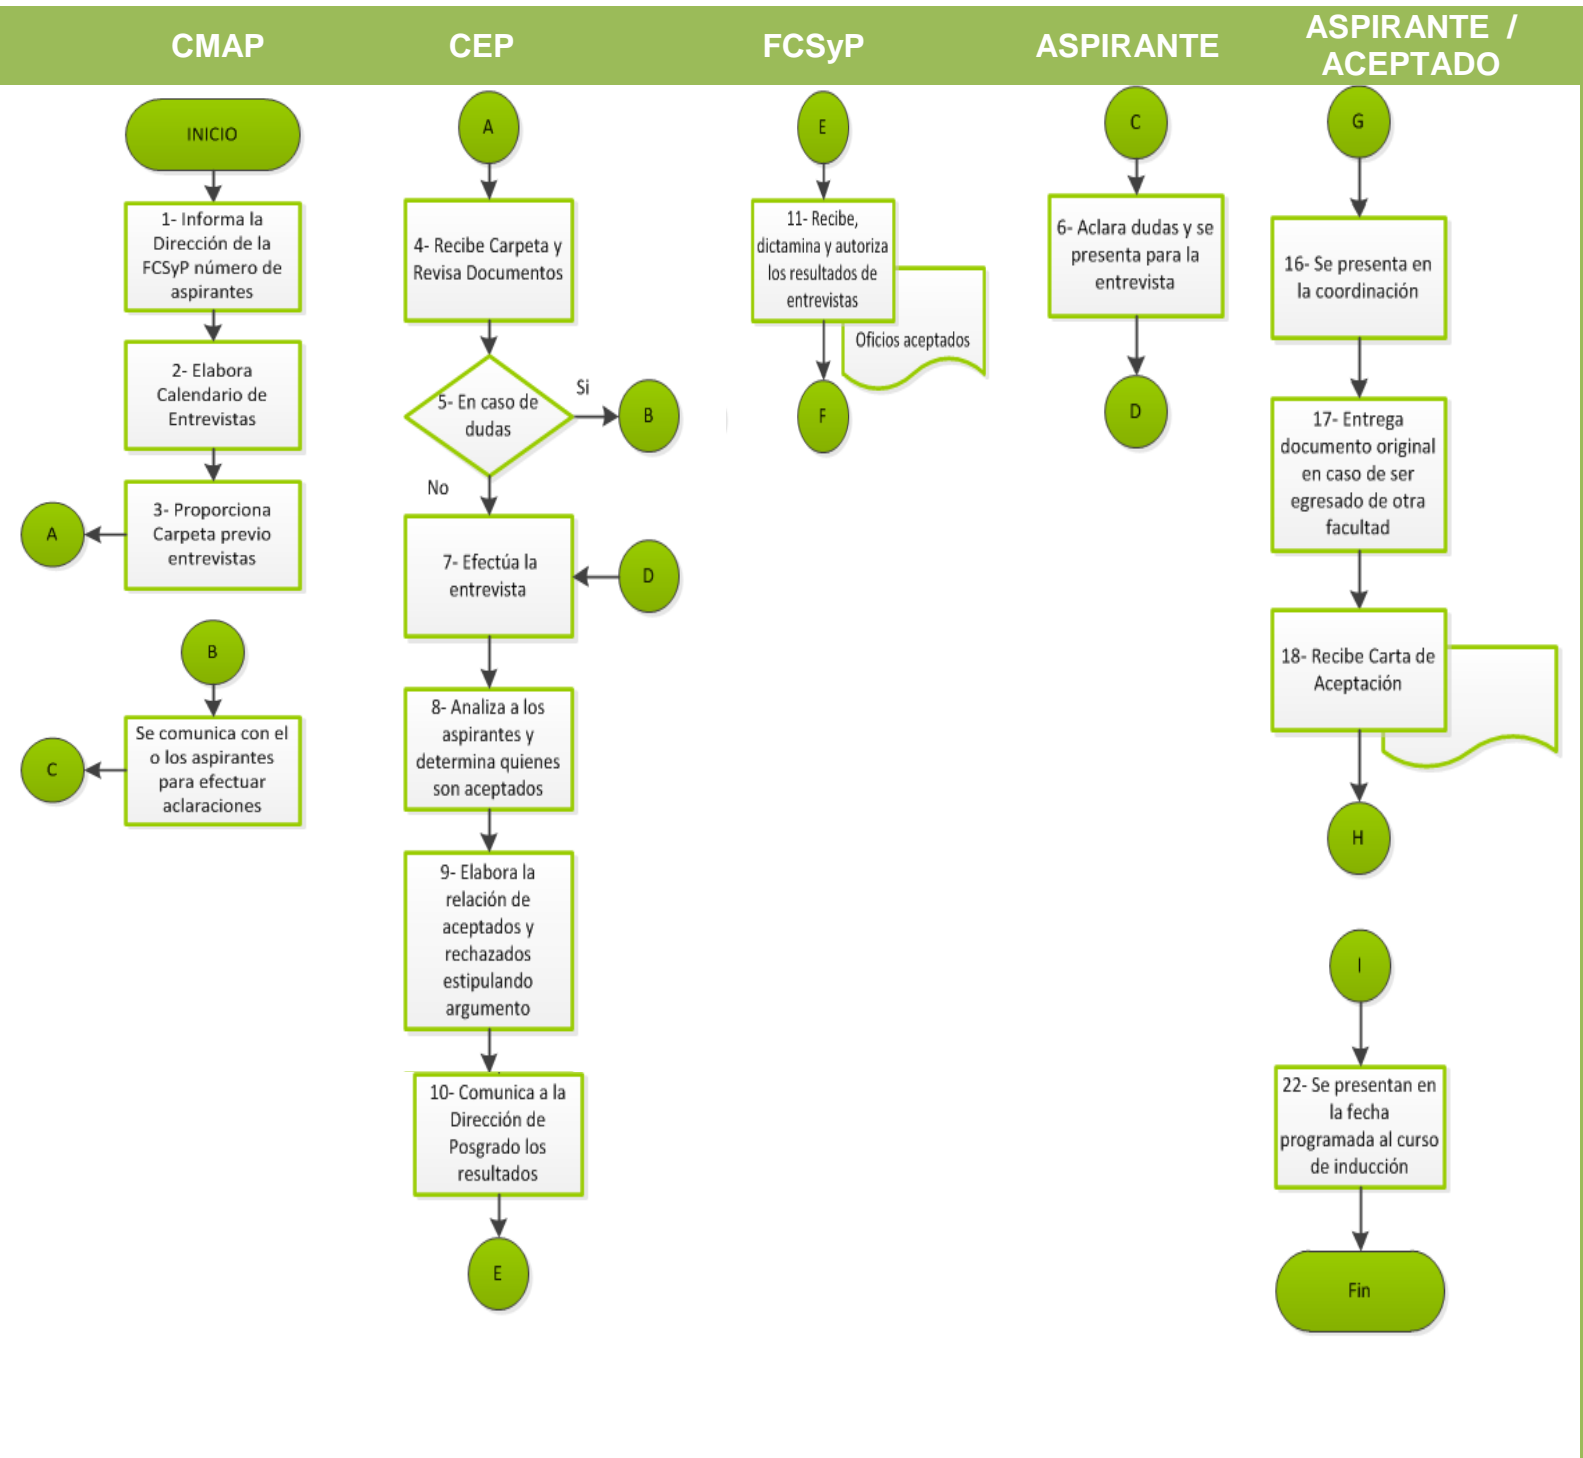 CMAP
CEP
FCSyP
ASPIRANTE
ASPIRANTE /
ACEPTADO
INICIO
1- Informa la
Dirección de la
FCSyP número de
aspirantes
2- Elabora
Calendario de
Entrevistas
3- Proporciona
Carpeta previo
entrevistas
A
B
Se comunica con el
o los aspirantes
para efectuar
aclaraciones
C
A
4- Recibe Carpeta y
Revisa Documentos
5- En caso de
dudas
Si
B
No
7- Efectúa la
entrevista
D
8- Analiza a los
aspirantes y
determina quienes
son aceptados
9- Elabora la
relación de
aceptados y
rechazados
estipulando
argumento
10- Comunica a la
Dirección de
Posgrado los
resultados
E
E
11- Recibe,
dictamina y autoriza
los resultados de
entrevistas
Oficios aceptados
F
C
6- Aclara dudas y se
presenta para la
entrevista
D
G
16- Se presenta en
la coordinación
17- Entrega
documento original
en caso de ser
egresado de otra
facultad
18- Recibe Carta de
Aceptación
H
I
22- Se presentan en
la fecha
programada al curso
de inducción
Fin